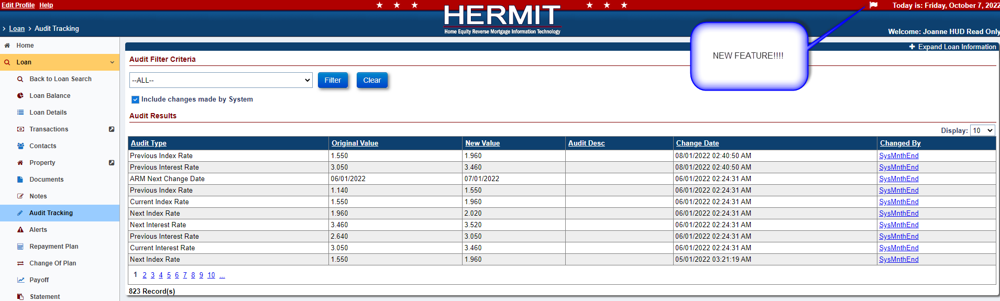 Edit Profile Help
Today is: Friday, October 7, 2022
HERMIT
Home Equity Reverse Mortgage Information Technology
> Loan > Audit Tracking
Welcome: Joanne HUD Read Only
NEW FEATURE!!!!
Home
Loan
Back to Loan Search
Loan Balance
Loan Details
Transactions
Contacts
Property
Documents
Notes
Audit Tracking
Alerts
Repayment Plan
Change Of Plan
Payoff
Statement
Expand Loan Information
Audit Filter Criteria
--ALL-- Filter Clear
Include changes made by System
Audit Results
Display: 10
Audit Type Original Value New Value Audit Desc Change Date Changed By
Previous Index Rate 1.550 1.960 08/01/2022 02:40:50 AM SysMnthEnd
Previous Interest Rate 3.050 3.460 08/01/2022 02:40:50 AM SysMnthEnd
ARM Next Change Date 06/01/2022 07/01/2022 06/01/2022 02:24:31 AM SysMnthEnd
Previous Index Rate 1.140 1.550 06/01/2022 02:24:31 AM SysMnthEnd
Current Index Rate 1.550 1.960 06/01/2022 02:24:31 AM SysMnthEnd
Next Index Rate 1.960 2.020 06/01/2022 02:24:31 AM SysMnthEnd
Next Interest Rate 3.460 3.520 06/01/2022 02:24:31 AM SysMnthEnd
Previous Interest Rate 2.640 3.050 06/01/2022 02:24:31 AM SysMnthEnd
Current Interest Rate 3.050 3.460 06/01/2022 02:24:31 AM SysMnthEnd
Next Index Rate 1.550 1.960 05/01/2022 03:21:19 AM SysMnthEnd
1 2 3 4 5 6 7 8 9 10 ...
823 Record(s)